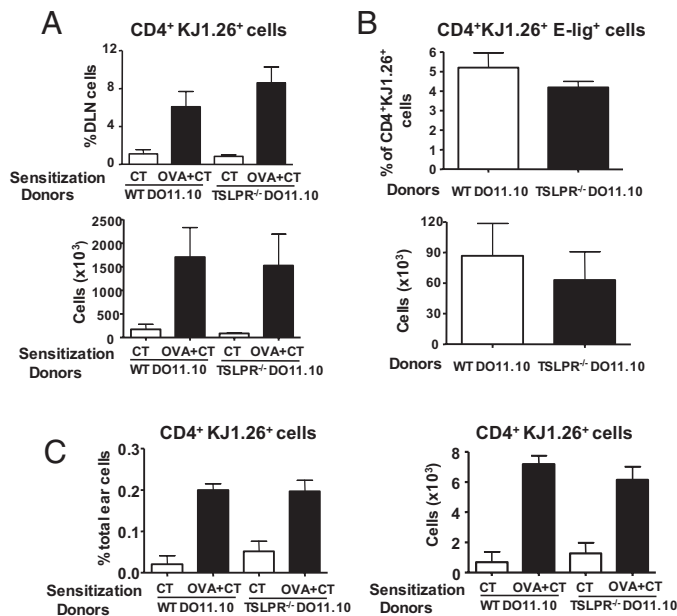 A
CD4⁺ KJ1.26⁺ cells
%DLN cells
12
8
4
0
Sensitization CT OVA+CT CT OVA+CT
Donors WT DO11.10 TSLPR⁻/⁻ DO11.10
Cells (x10³)
2500
2000
1500
1000
500
0
Sensitization CT OVA+CT CT OVA+CT
Donors WT DO11.10 TSLPR⁻/⁻ DO11.10
B
CD4⁺KJ1.26⁺ E-lig⁺ cells
% of CD4⁺KJ1.26⁺
cells
6
5
4
3
2
1
0
Donors WT DO11.10 TSLPR⁻/⁻ DO11.10
Cells (x10³)
120
90
60
30
0
Donors WT DO11.10 TSLPR⁻/⁻ DO11.10
C
CD4⁺ KJ1.26⁺ cells
%total ear cells
0.3
0.2
0.1
0.0
Sensitization CT OVA+CT CT OVA+CT
Donors WT DO11.10 TSLPR⁻/⁻ DO11.10
CD4⁺ KJ1.26⁺ cells
Cells (x10³)
8
6
4
2
0
Sensitization CT OVA+CT CT OVA+CT
Donors WT DO11.10 TSLPR⁻/⁻ DO11.10